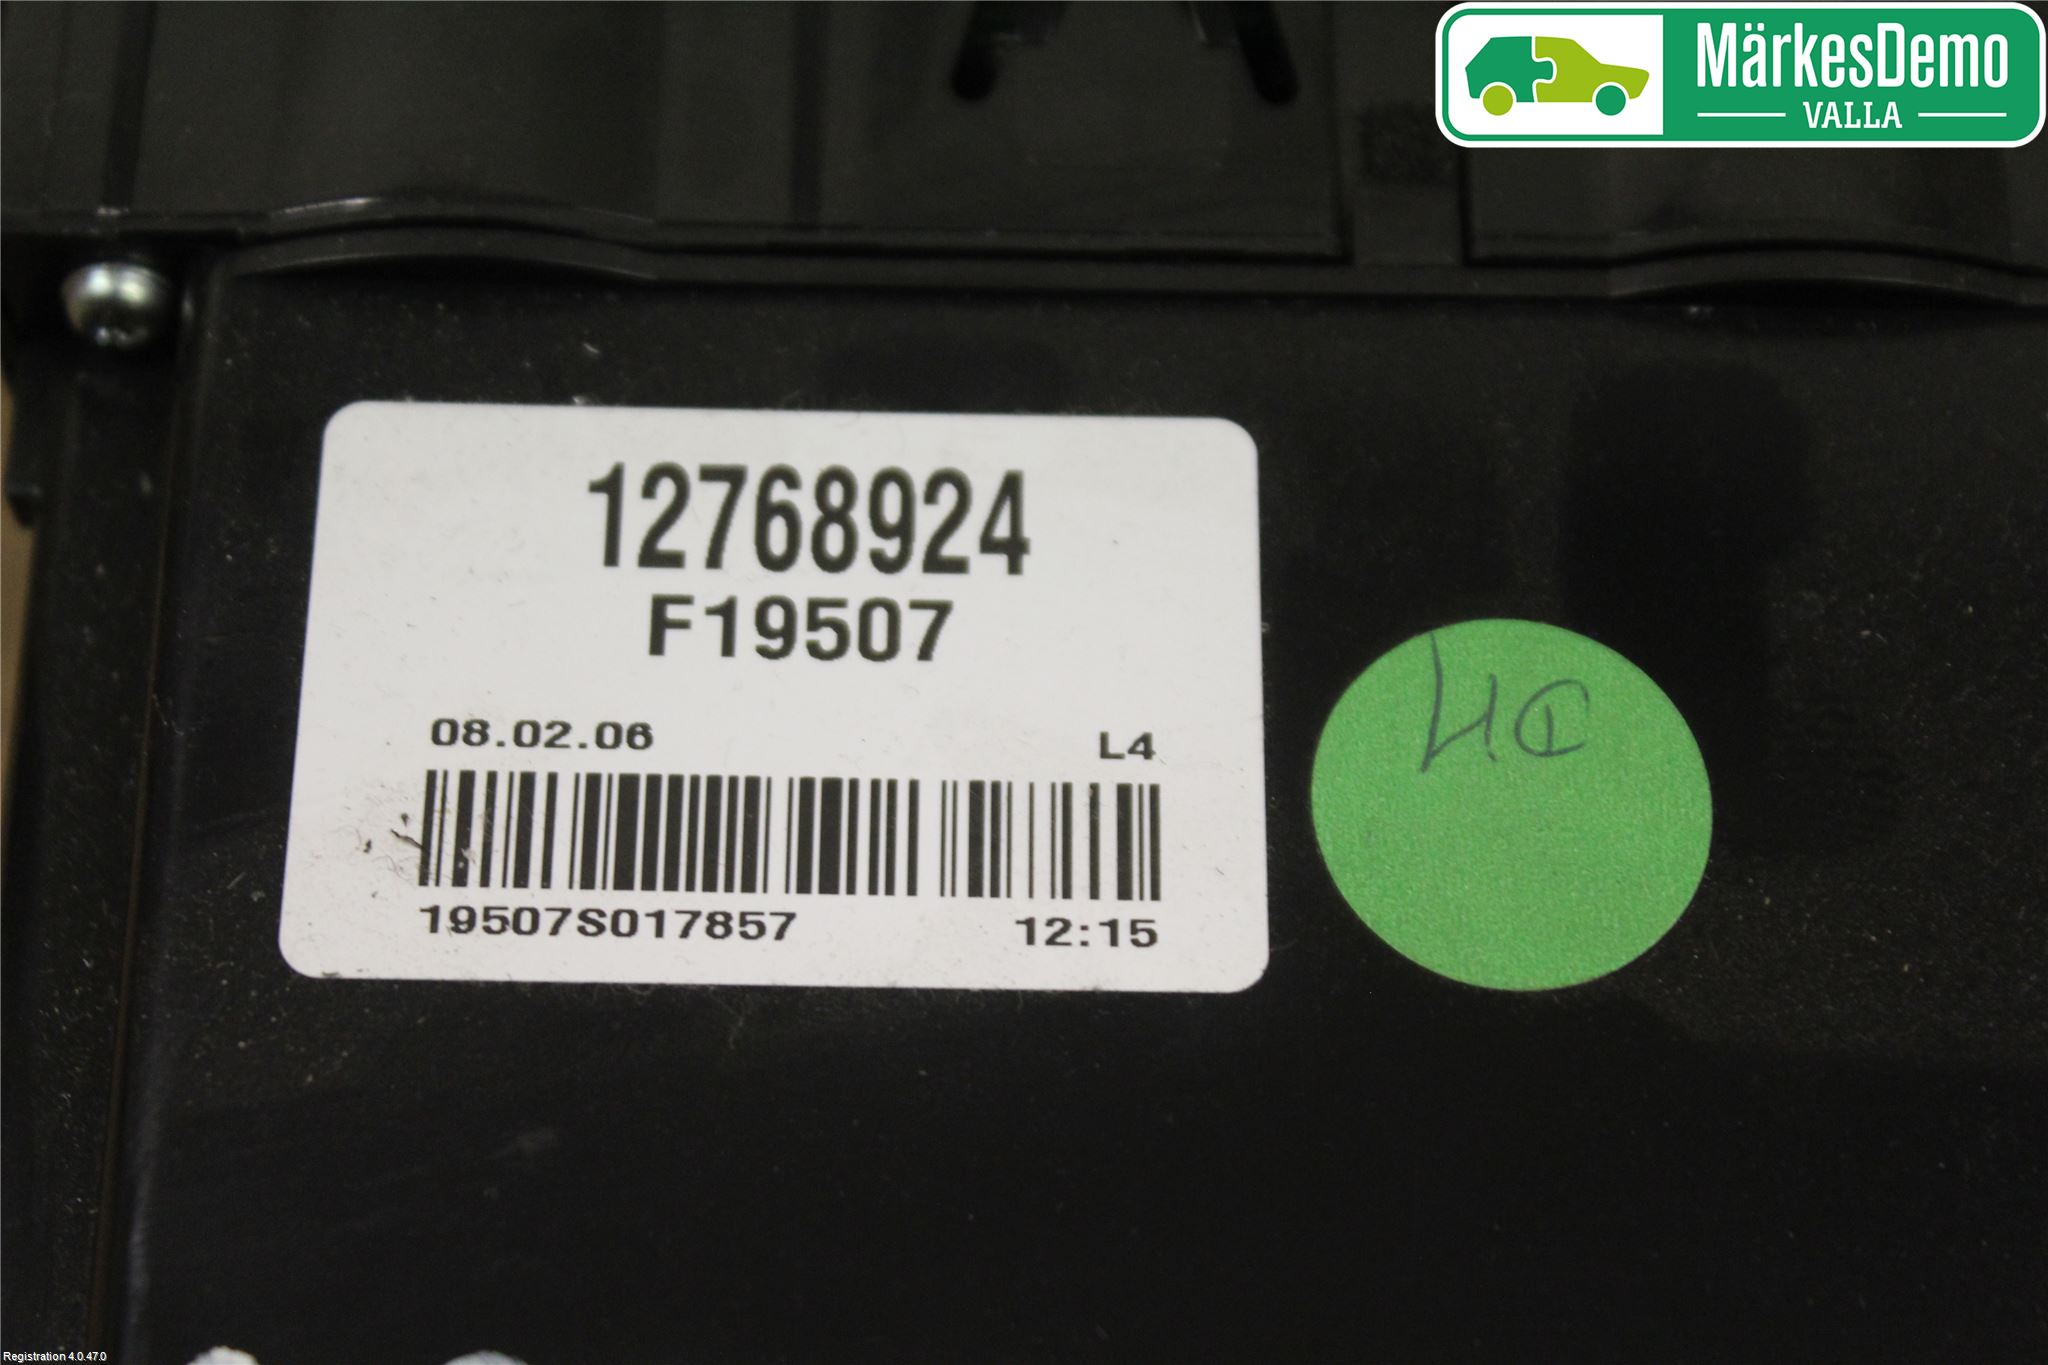 MärkesDemo
VALLA
12768924
F19507
08.02.06 L4
19507S017857 12:15
Registration 4.0.47.0